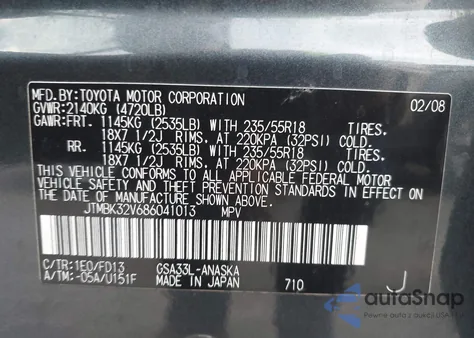 MFD.BY:TOYOTA MOTOR CORPORATION 02/08
GVWR:2140KG (4720LB)
GAWR:FRT. 1145KG (2535LB) WITH 235/55R18 TIRES.
18X7 1/2J RIMS. AT 220KPA (32PSI) COLD.
RR. 1145KG (2535LB) WITH 235/55R18 TIRES.
18X7 1/2J RIMS. AT 220KPA (32PSI) COLD.
THIS VEHICLE CONFORMS TO ALL APPLICABLE FEDERAL MOTOR
VEHICLE SAFETY AND THEFT PREVENTION STANDARDS IN EFFECT ON
THE DATE OF MANUFACTURE SHOWN ABOVE.
JTMBK32V686041013 MPV
C/TR:1E0/FD13 GSA33L-ANASKA J
A/TM:-05A/U151F MADE IN JAPAN 710
autoSnap
Pewne auto z aukcji USA